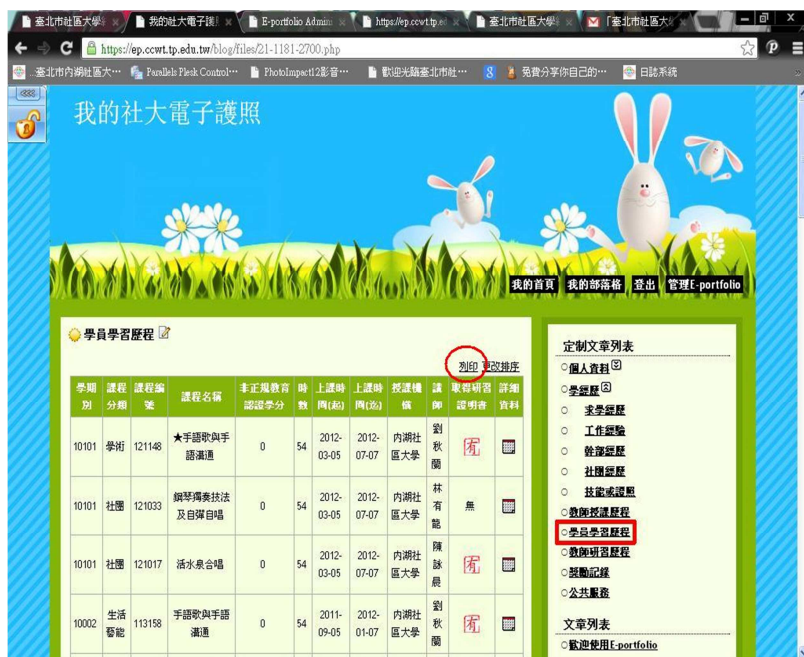 臺北市社區大學
我的社大電子護
E-portfolio Admin
https://ep.ccwt.tp.e
臺北市社區大學
「臺北市社區大
https://ep.ccwt.tp.edu.tw/blog/files/21-1181-2700.php
...臺北市內湖社區大…
Parallels Plesk Control…
PhotoImpact12影音…
歡迎光臨臺北市社…
免費分享你自己的…
日誌系統
我的社大電子護照
我的首頁 我的部落格 登出 管理E-portfolio
學員學習歷程
列印 更改排序
學期別 課程分類 課程編號 課程名稱 非正規教育認證學分 時數 上課時間(起) 上課時間(迄) 授課機構 講師 取得研習證明書 詳細資料
10101 學術 121148 ★手語歌與手語溝通 0 54 2012-03-05 2012-07-07 內湖社區大學 劉秋蘭 有
10101 社團 121033 鋼琴彈奏技法及自彈自唱 0 54 2012-03-05 2012-07-07 內湖社區大學 林有能 無
10101 社團 121017 活水泉合唱 0 54 2012-03-05 2012-07-07 內湖社區大學 陳詠晨 有
10002 生活藝能 113158 手語歌與手語溝通 0 54 2011-09-05 2012-01-07 內湖社區大學 劉秋蘭 有
定制文章列表
個人資料
學經歷
求學經歷
工作經驗
幹部經歷
社團經歷
技能或證照
教師授課歷程
學員學習歷程
教師研習歷程
獎勵記錄
公共服務
文章列表
歡迎使用E-portfolio